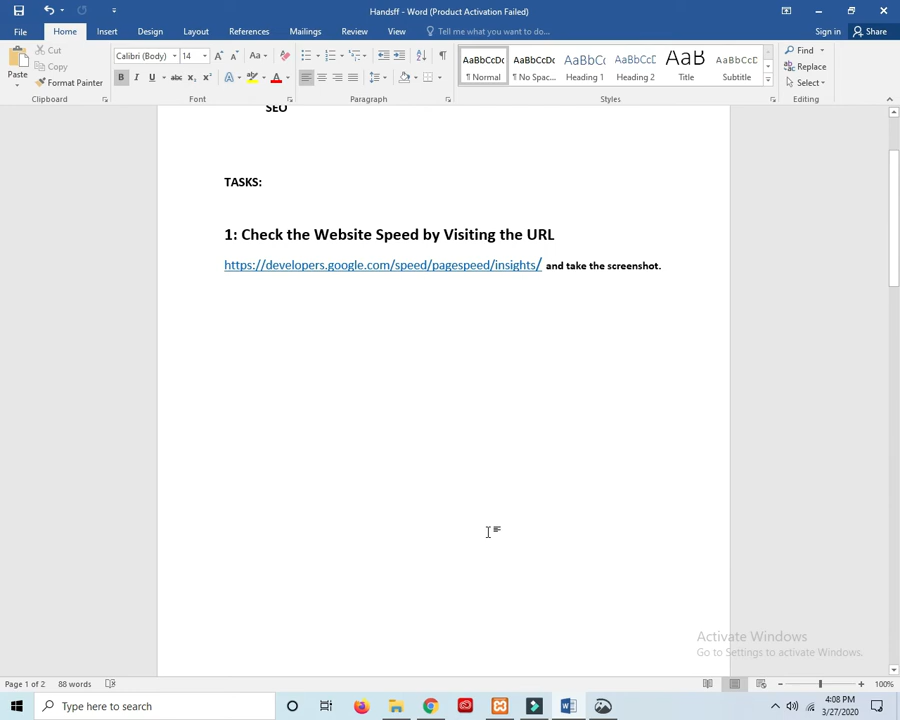 Handsff - Word (Product Activation Failed)
File Home Insert Design Layout References Mailings Review View Tell me what you want to do... Sign in Share
Paste Cut Copy Format Painter Clipboard
Calibri (Body) 14 Font
Paragraph
AaBbCcDc ¶ Normal
AaBbCcDc ¶ No Spac...
AaBbCc Heading 1
AaBbCcC Heading 2
AaB Title
AaBbCcD Subtitle
Styles
Find Replace Select Editing
SEO
TASKS:
1: Check the Website Speed by Visiting the URL
https://developers.google.com/speed/pagespeed/insights/ and take the screenshot.
Activate Windows
Go to Settings to activate Windows.
Page 1 of 2 88 words 100%
Type here to search 4:08 PM
3/27/2020